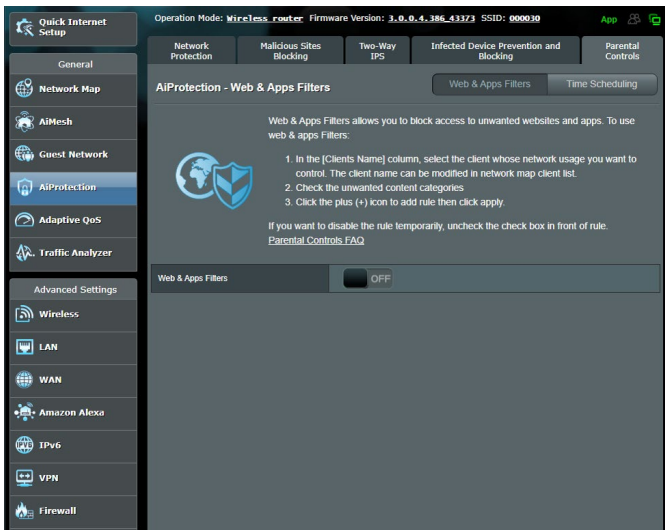 Quick Internet
Setup
Operation Mode: Wireless router Firmware Version: 3.0.0.4.386_43373 SSID: 000030
App
General
Network Map
AiMesh
Guest Network
AiProtection
Adaptive QoS
Traffic Analyzer
Advanced Settings
Wireless
LAN
WAN
Amazon Alexa
IPv6
VPN
Firewall
Network
Protection
Malicious Sites
Blocking
Two-Way
IPS
Infected Device Prevention and
Blocking
Parental
Controls
AiProtection - Web & Apps Filters
Web & Apps Filters
Time Scheduling
Web & Apps Filters allows you to block access to unwanted websites and apps. To use
web & apps Filters:
1. In the [Clients Name] column, select the client whose network usage you want to
control. The client name can be modified in network map client list.
2. Check the unwanted content categories
3. Click the plus (+) icon to add rule then click apply.
If you want to disable the rule temporarily, uncheck the check box in front of rule.
Parental Controls FAQ
Web & Apps Filters
OFF